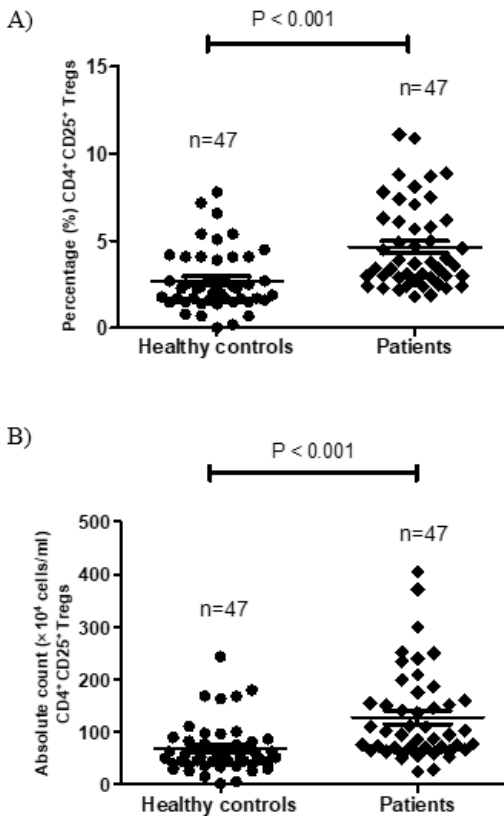 A)
P < 0.001
15
10
5
0
Percentage (%) CD4⁺ CD25⁺ Tregs
n=47
n=47
Healthy controls
Patients
B)
P < 0.001
500
400
300
200
100
0
Absolute count (×10⁴ cells/ml)
CD4⁺ CD25⁺ Tregs
n=47
n=47
Healthy controls
Patients